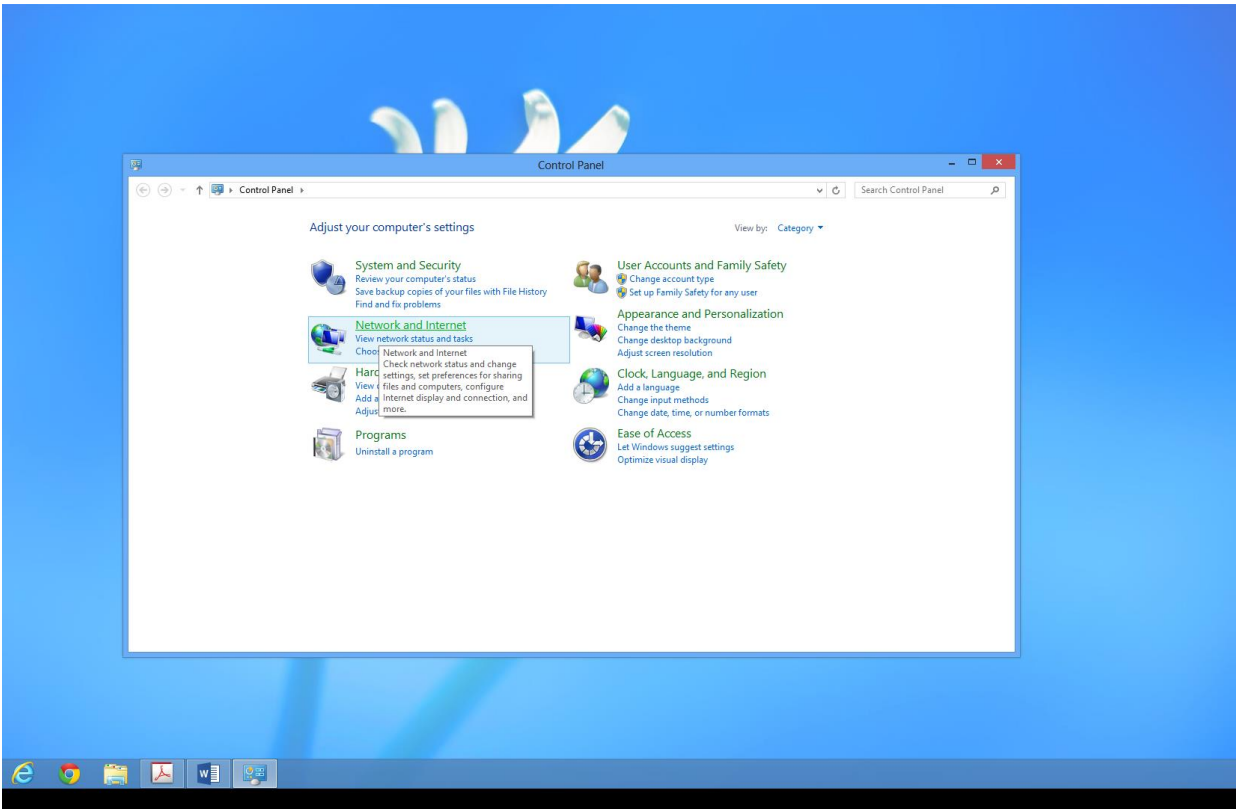 Control Panel
Control Panel
Search Control Panel
Adjust your computer's settings
View by: Category
System and Security
Review your computer's status
Save backup copies of your files with File History
Find and fix problems
Network and Internet
View network status and tasks
Choo
Network and Internet
Check network status and change
settings, set preferences for sharing
files and computers, configure
Internet display and connection, and
more.
Hard
View
Add a
Adjus
Programs
Uninstall a program
User Accounts and Family Safety
Change account type
Set up Family Safety for any user
Appearance and Personalization
Change the theme
Change desktop background
Adjust screen resolution
Clock, Language, and Region
Add a language
Change input methods
Change date, time, or number formats
Ease of Access
Let Windows suggest settings
Optimize visual display